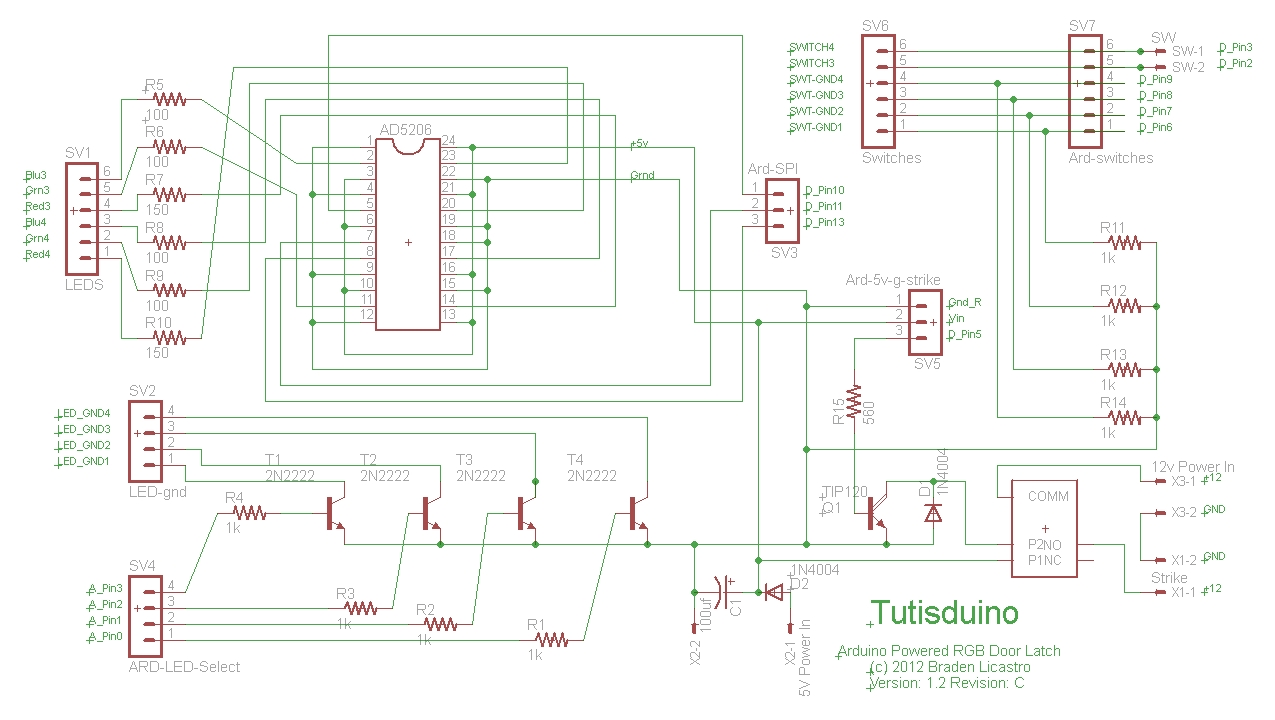 SV6
SV7
SW
SWITCH4
SWITCH3
SWT-GND4
SWT-GND3
SWT-GND2
SWT-GND1
6
5
4
3
2
1
6
5
4
3
2
1
SW-1
SW-2
D_Pin3
D_Pin2
D_Pin9
D_Pin8
D_Pin7
D_Pin6
Switches
Ard-switches
R5
100
R6
100
R7
150
R8
100
R9
100
R10
150
SV1
Blu3
Grn3
Red3
Blu4
Grn4
Red4
6
5
4
3
2
1
LEDS
AD5206
1
2
3
4
5
6
7
8
9
10
11
12
24
23
22
21
20
19
18
17
16
15
14
13
+5v
Grnd
Ard-SPI
1
2
3
D_Pin10
D_Pin11
D_Pin13
SV3
Ard-5v-g-strike
1
2
3
Gnd_R
Vin
D_Pin5
SV5
R11
1k
R12
1k
R13
1k
R14
1k
R15
560
SV2
LED_GND4
LED_GND3
LED_GND2
LED_GND1
4
3
2
1
LED-gnd
T1
2N2222
T2
2N2222
T3
2N2222
T4
2N2222
R4
1k
TIP120
Q1
D1
1N4004
COMM
P2NO
P1NC
12v Power In
X3-1
+12
X3-2
GND
X1-2
GND
Strike
X1-1
+12
SV4
A_Pin3
A_Pin2
A_Pin1
A_Pin0
4
3
2
1
ARD-LED-Select
R3
1k
R2
1k
R1
1k
100uf
C1
1N4004
D2
X2-2
X2-1
5V Power In
Tutisduino
Arduino Powered RGB Door Latch
(c) 2012 Braden Licastro
Version: 1.2 Revision: C